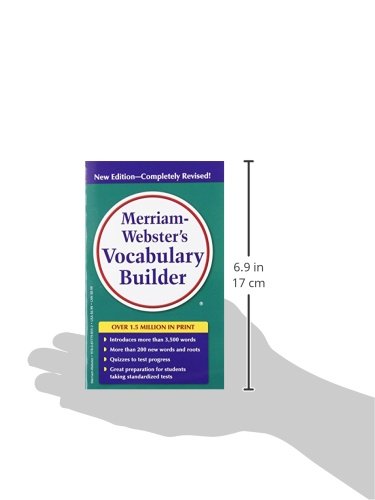 New Edition—Completely Revised!
Merriam-
Webster's
Vocabulary
Builder
®
OVER 1.5 MILLION IN PRINT
Introduces more than 3,500 words
More than 200 new words and roots
Quizzes to test progress
Great preparation for students
taking standardized tests
6.9 in
17 cm